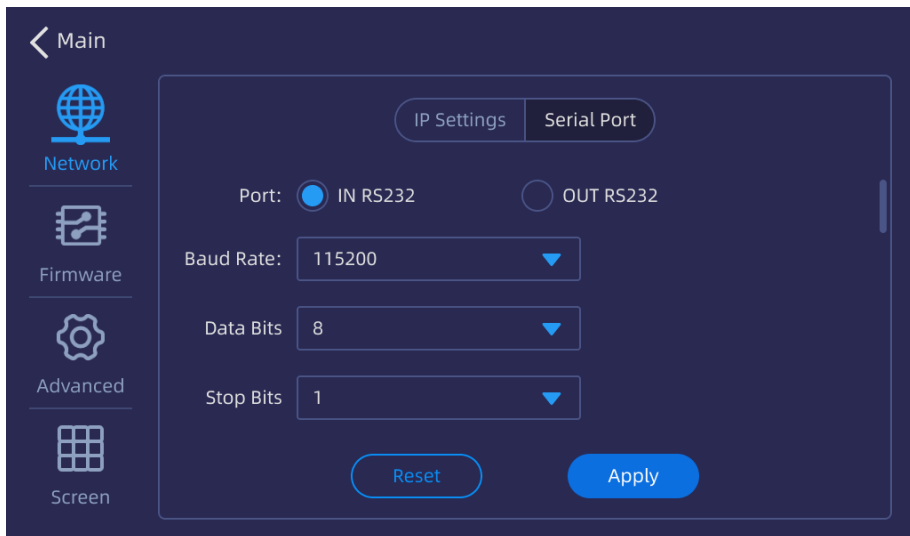 Main
Network
Firmware
Advanced
Screen
IP Settings Serial Port
Port: IN RS232 OUT RS232
Baud Rate: 115200
Data Bits 8
Stop Bits 1
Reset Apply